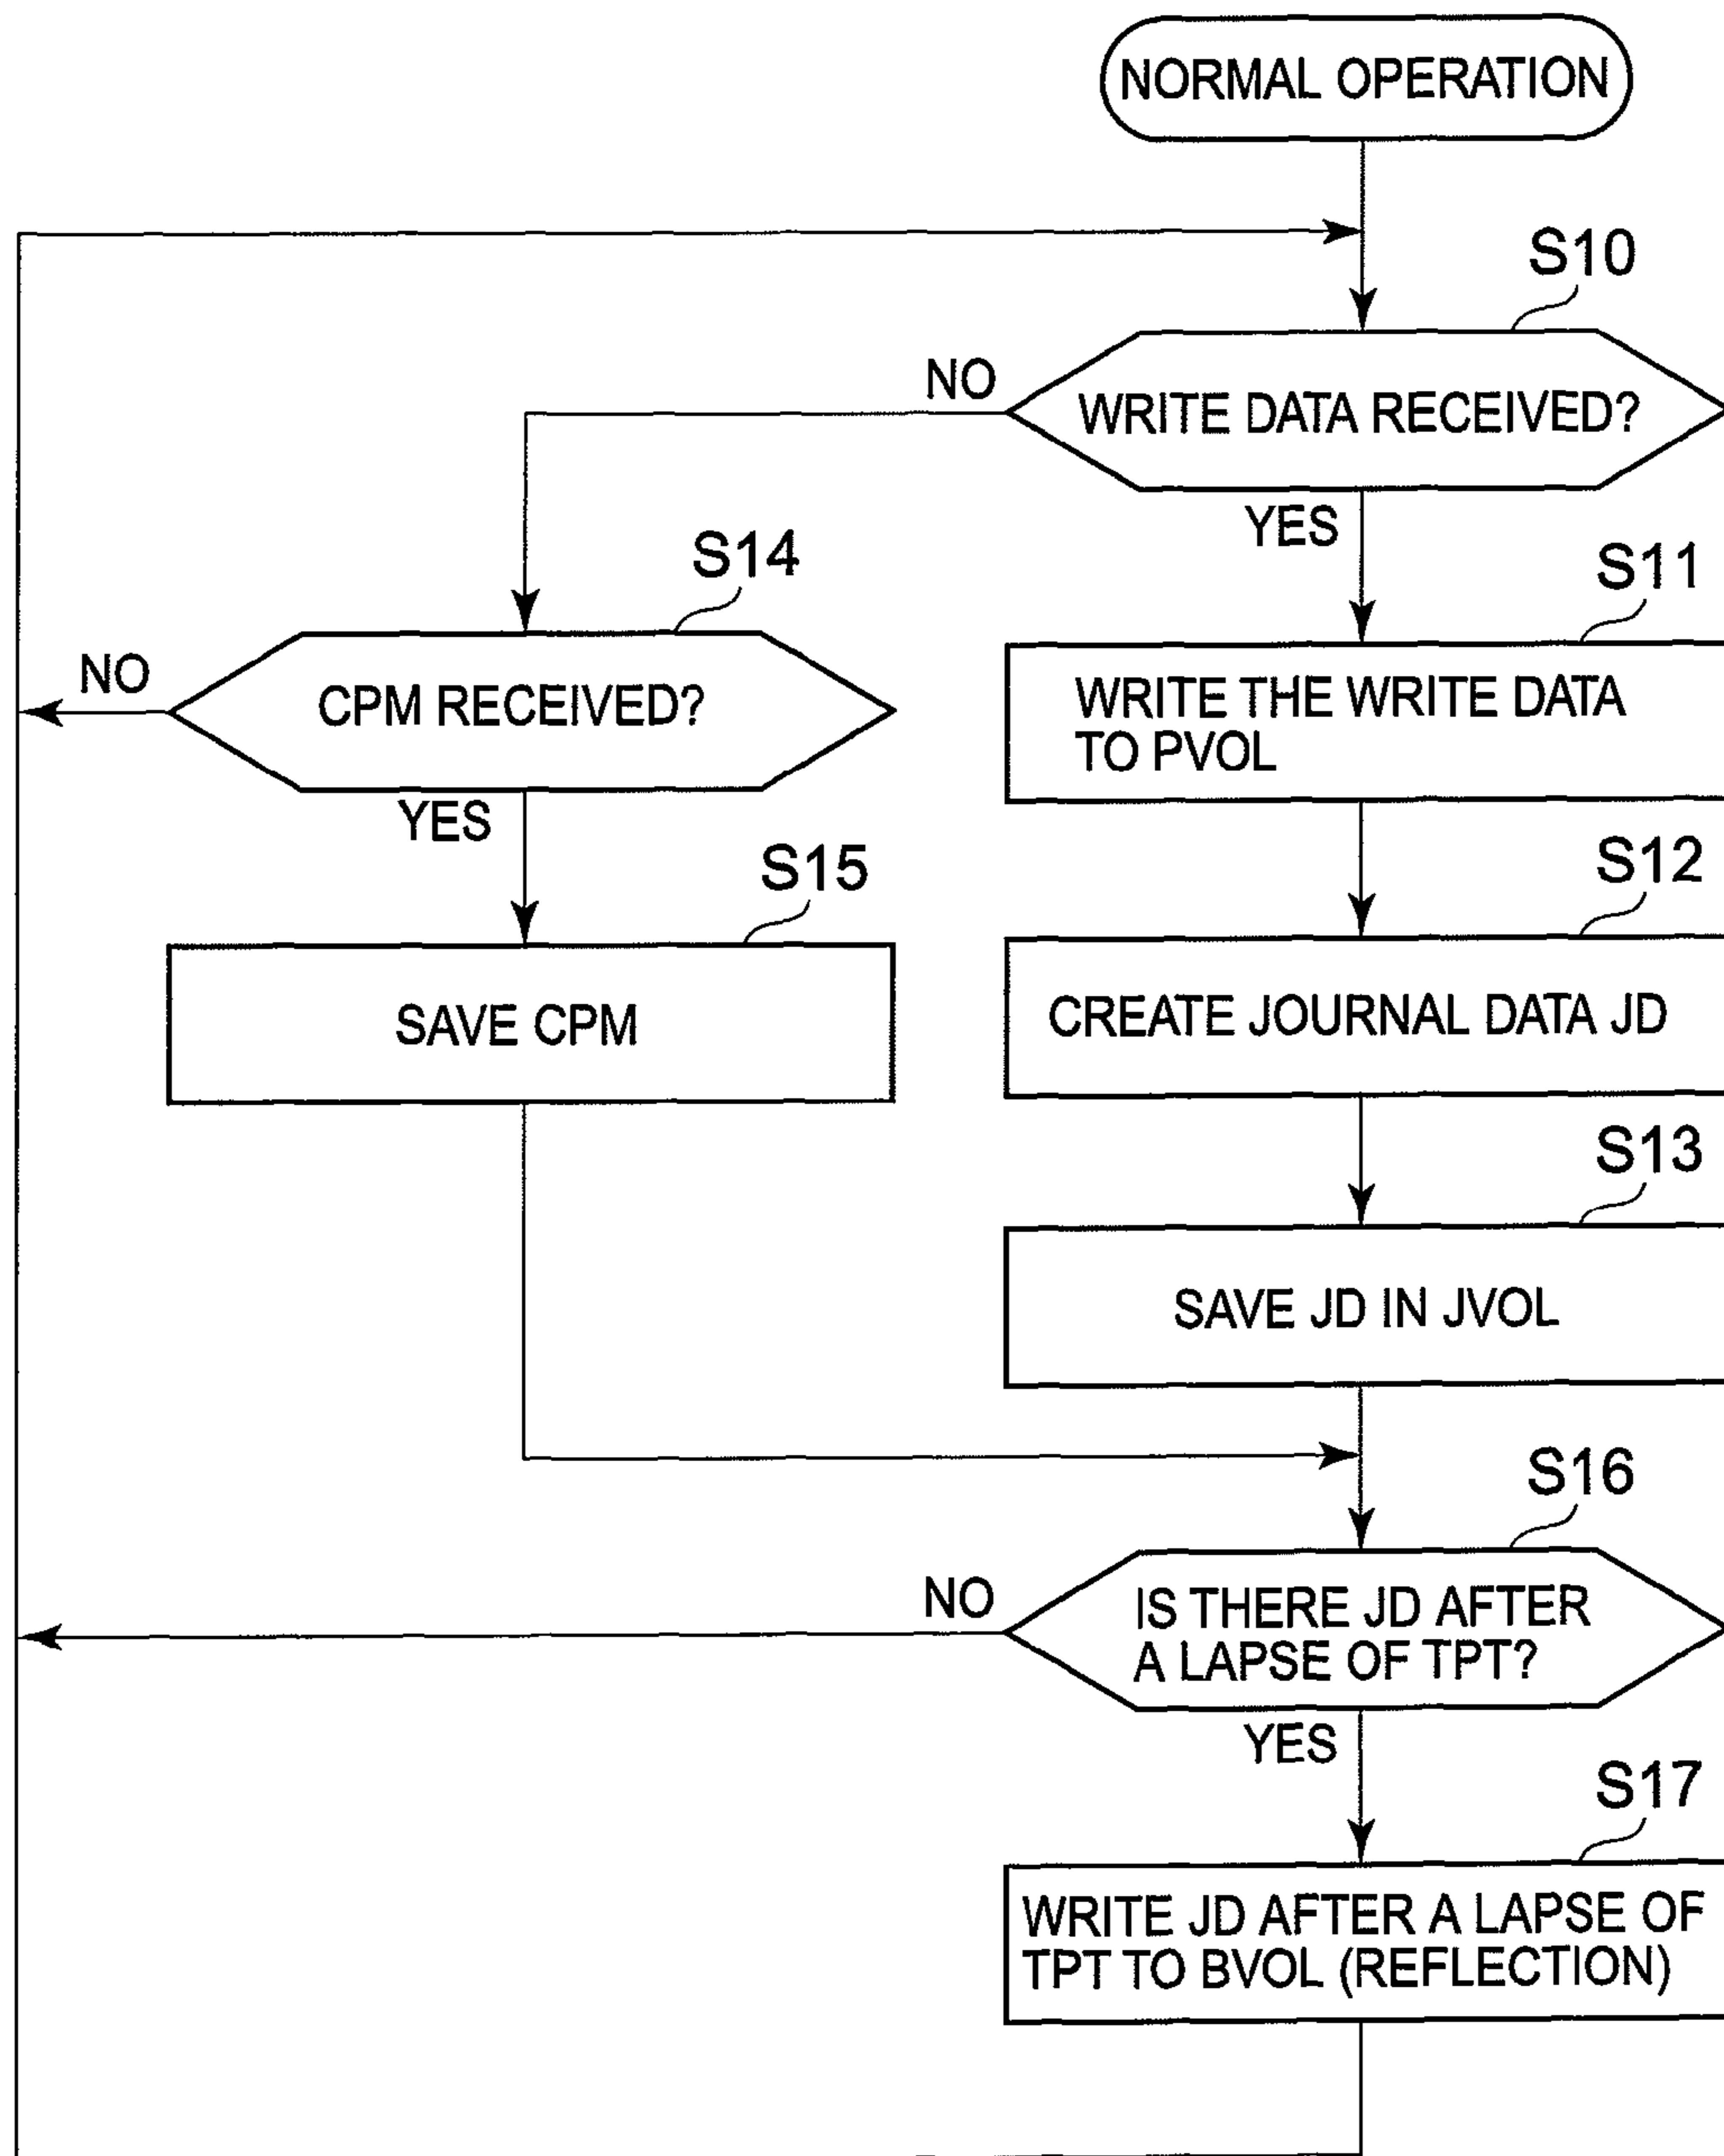 NORMAL OPERATION
S10
NO
WRITE DATA RECEIVED?
YES
S14
S11
NO
CPM RECEIVED?
WRITE THE WRITE DATA
TO PVOL
YES
S15
S12
SAVE CPM
CREATE JOURNAL DATA JD
S13
SAVE JD IN JVOL
S16
NO
IS THERE JD AFTER
A LAPSE OF TPT?
YES
S17
WRITE JD AFTER A LAPSE OF
TPT TO BVOL (REFLECTION)